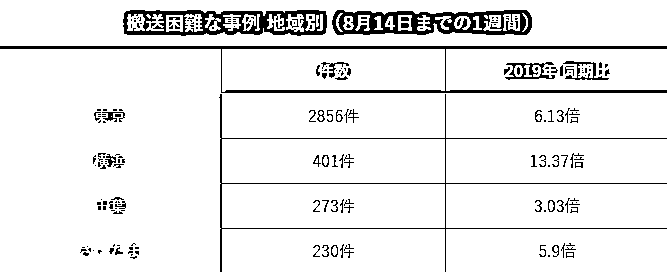 搬送困難な事例 地域別（8月14日までの1週間）
件数 2019年 同期比
東京 2856件 6.13倍
横浜 401件 13.37倍
千葉 273件 3.03倍
さいたま 230件 5.9倍